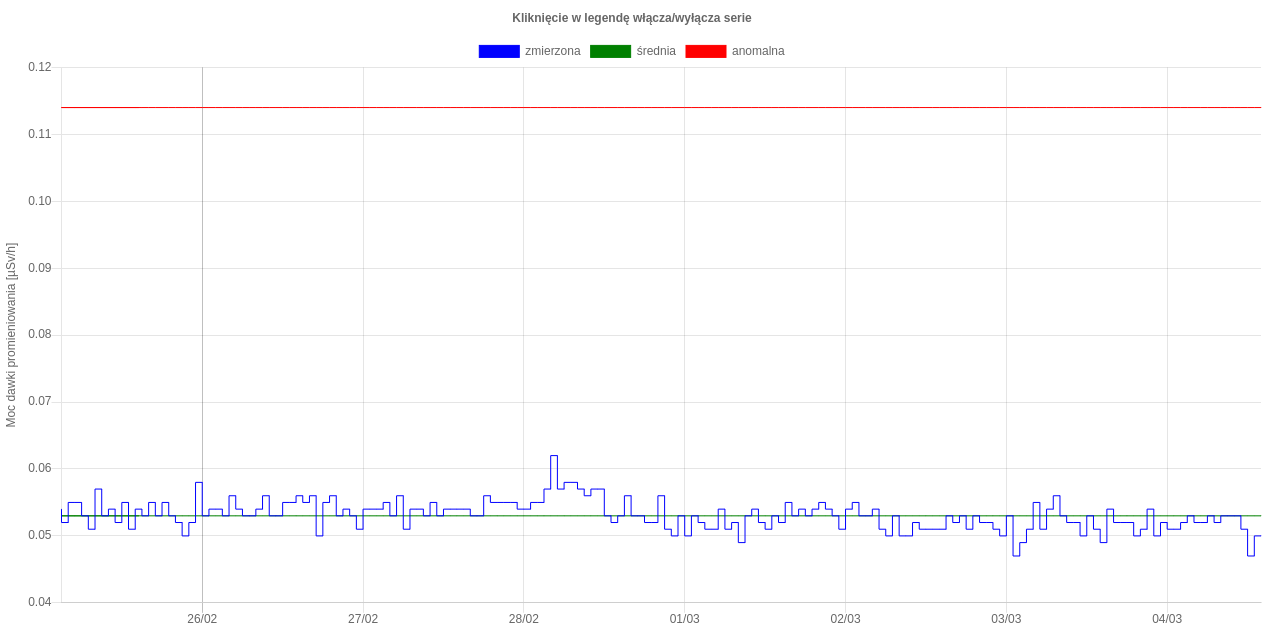 Kliknięcie w legendę włącza/wyłącza serie
zmierzona średnia anomalna
Moc dawki promieniowania [µSv/h]
0.12
0.11
0.10
0.09
0.08
0.07
0.06
0.05
0.04
26/02 27/02 28/02 01/03 02/03 03/03 04/03